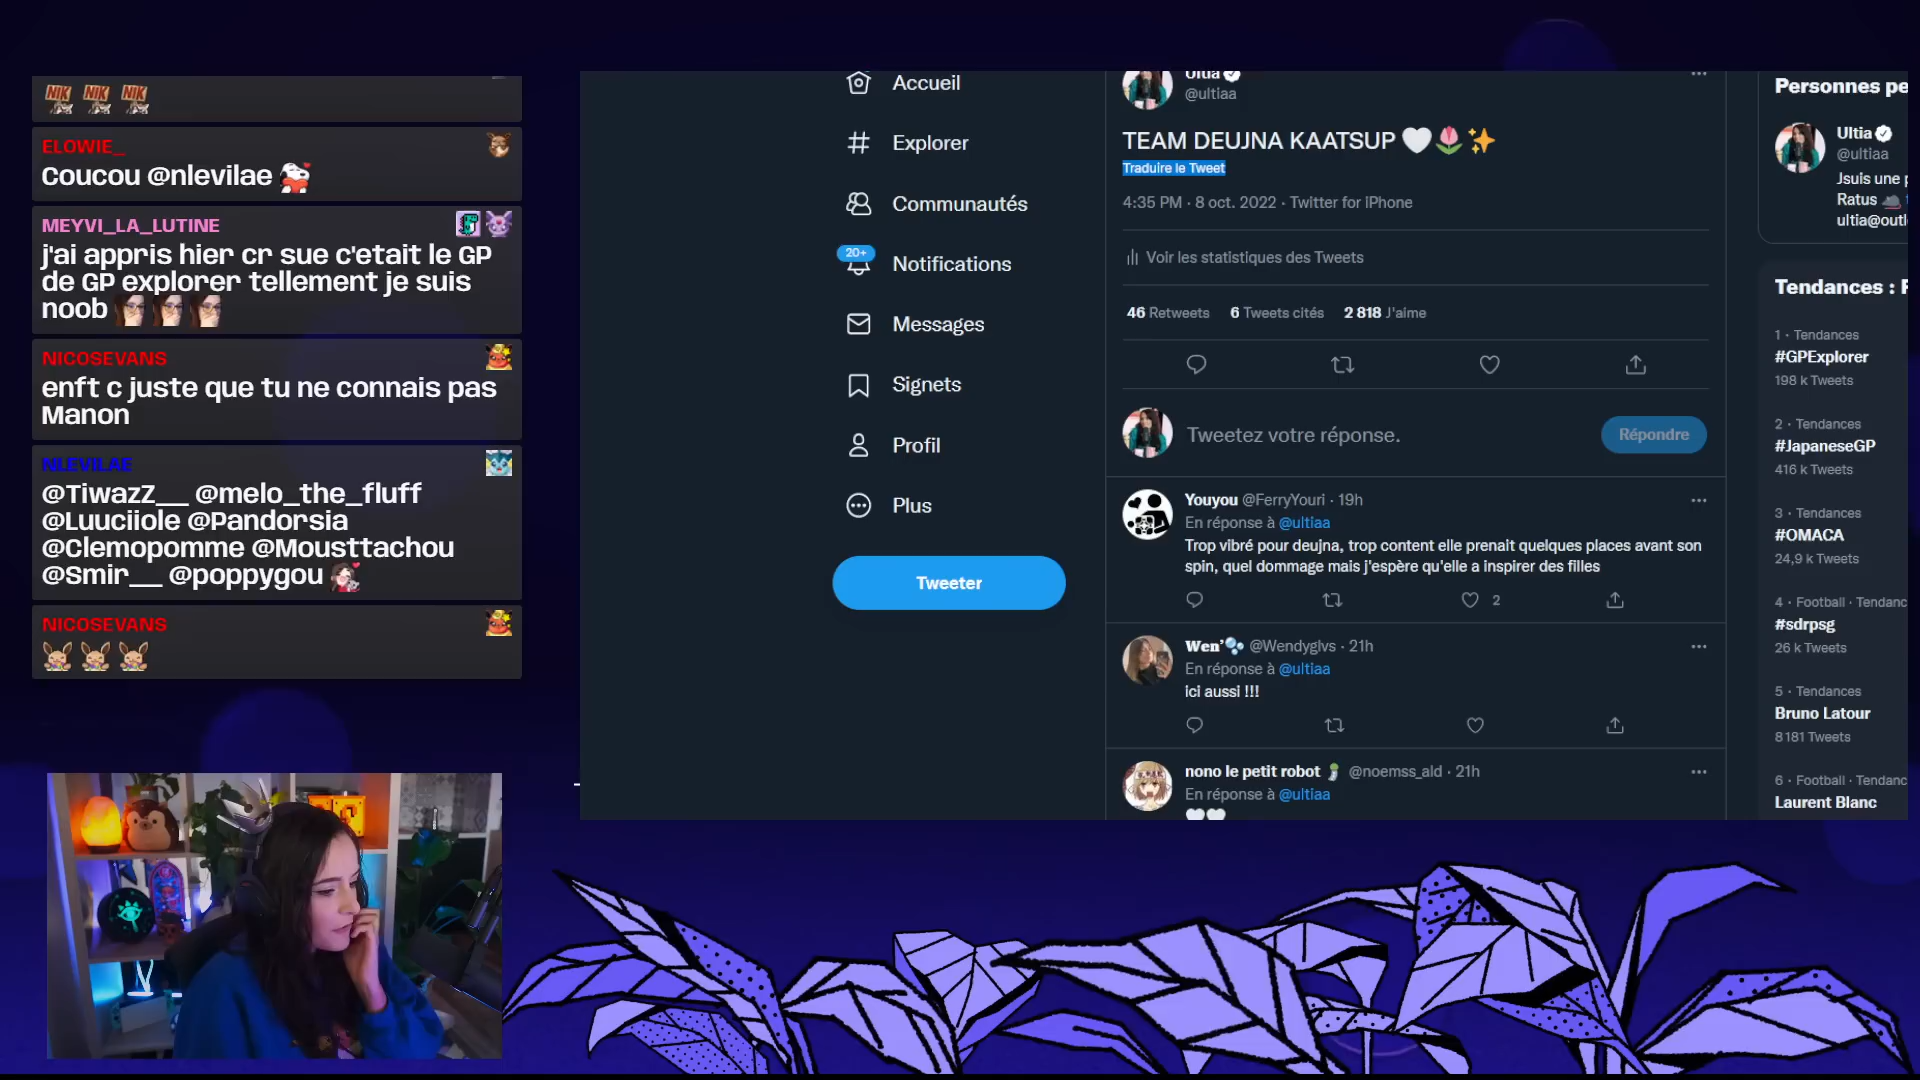 NIK NIK NIK
ELOWIE_
Coucou @nlevilae
MEYVI_LA_LUTINE
j'ai appris hier cr sue c'etait le GP
de GP explorer tellement je suis
noob
NICOSEVANS
enft c juste que tu ne connais pas
Manon
NLEVILAE
@TiwazZ__ @melo_the_fluff
@Luuciiole @Pandorsia
@Clemopomme @Mousttachou
@Smir__ @poppygou
NICOSEVANS
Accueil
Explorer
Communautés
20+
Notifications
Messages
Signets
Profil
Plus
Tweeter
Ultia
@ultiaa
TEAM DEUJNA KAATSUP 🤍🌷✨
Traduire le Tweet
4:35 PM · 8 oct. 2022 · Twitter for iPhone
Voir les statistiques des Tweets
46 Retweets 6 Tweets cités 2 818 J'aime
Tweetez votre réponse.
Répondre
Youyou @FerryYouri · 19h
En réponse à @ultiaa
Trop vibré pour deujna, trop content elle prenait quelques places avant son
spin, quel dommage mais j'espère qu'elle a inspirer des filles
2
Wen' @Wendyglvs · 21h
En réponse à @ultiaa
ici aussi !!!
nono le petit robot @noemss_ald · 21h
En réponse à @ultiaa
🤍🤍
Personnes pe
Ultia
@ultiaa
Jsuis une p
Ratus
ultia@outl
Tendances : F
1 · Tendances
#GPExplorer
198 k Tweets
2 · Tendances
#JapaneseGP
416 k Tweets
3 · Tendances
#OMACA
24,9 k Tweets
4 · Football · Tendanc
#sdrpsg
26 k Tweets
5 · Tendances
Bruno Latour
8 181 Tweets
6 · Football · Tendanc
Laurent Blanc